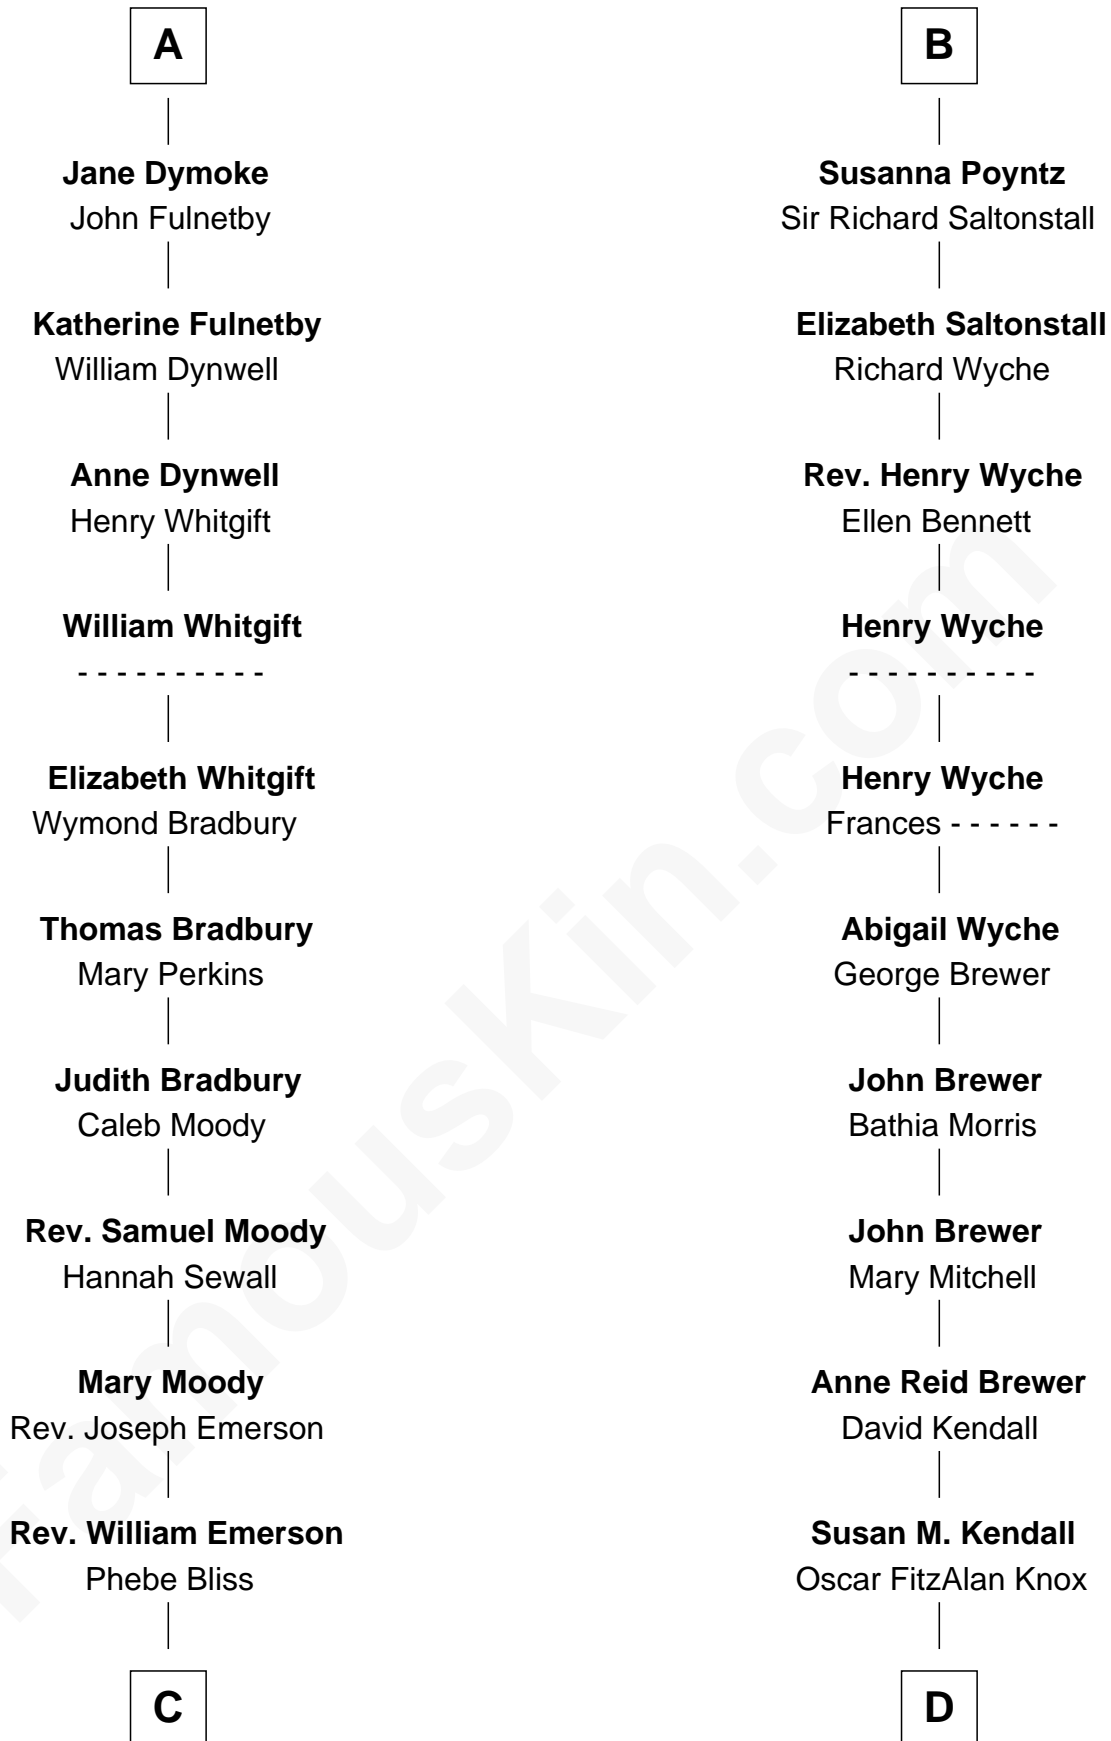 A
Jane Dymoke
John Fulnetby
Katherine Fulnetby
William Dynwell
Anne Dynwell
Henry Whitgift
William Whitgift
- - - - - - - - - -
Elizabeth Whitgift
Wymond Bradbury
Thomas Bradbury
Mary Perkins
Judith Bradbury
Caleb Moody
Rev. Samuel Moody
Hannah Sewall
Mary Moody
Rev. Joseph Emerson
Rev. William Emerson
Phebe Bliss
C
B
Susanna Poyntz
Sir Richard Saltonstall
Elizabeth Saltonstall
Richard Wyche
Rev. Henry Wyche
Ellen Bennett
Henry Wyche
- - - - - - - - - -
Henry Wyche
Frances - - - - - -
Abigail Wyche
George Brewer
John Brewer
Bathia Morris
John Brewer
Mary Mitchell
Anne Reid Brewer
David Kendall
Susan M. Kendall
Oscar FitzAlan Knox
D
FamousKin.com